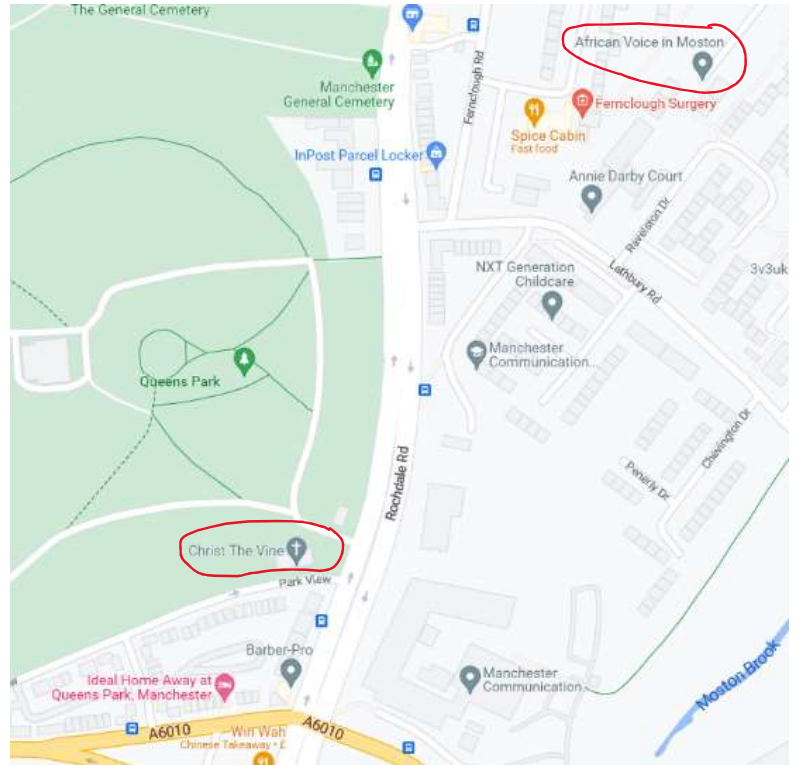 The General Cemetery
African Voice in Moston
Manchester
General Cemetery
Fernclough Rd
Fernclough Surgery
Spice Cabin
Fast food
InPost Parcel Locker
Annie Darby Court
Ravelston Dr
Lathbury Rd
3v3uk
NXT Generation
Childcare
Manchester
Communication...
Queens Park
Chevington Dr
Penerly Dr
Rochdale Rd
Christ The Vine
Park View
Barber-Pro
Ideal Home Away at
Queens Park, Manchester
Manchester
Communication
Moston Brook
A6010
A6010
Win Wah
Chinese Takeaway • £